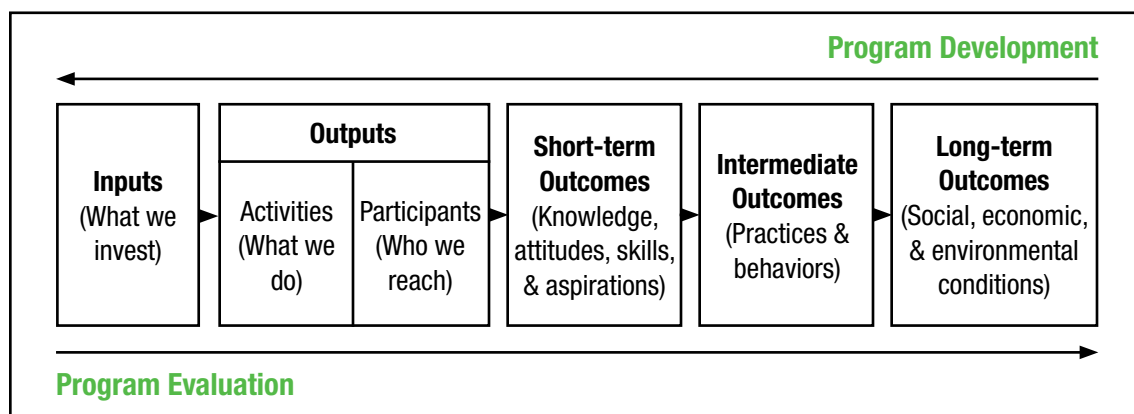 Program Development
Inputs
(What we
invest)
Outputs
Activities
(What we
do)
Participants
(Who we
reach)
Short-term
Outcomes
(Knowledge,
attitudes, skills,
& aspirations)
Intermediate
Outcomes
(Practices &
behaviors)
Long-term
Outcomes
(Social, economic,
& environmental
conditions)
Program Evaluation